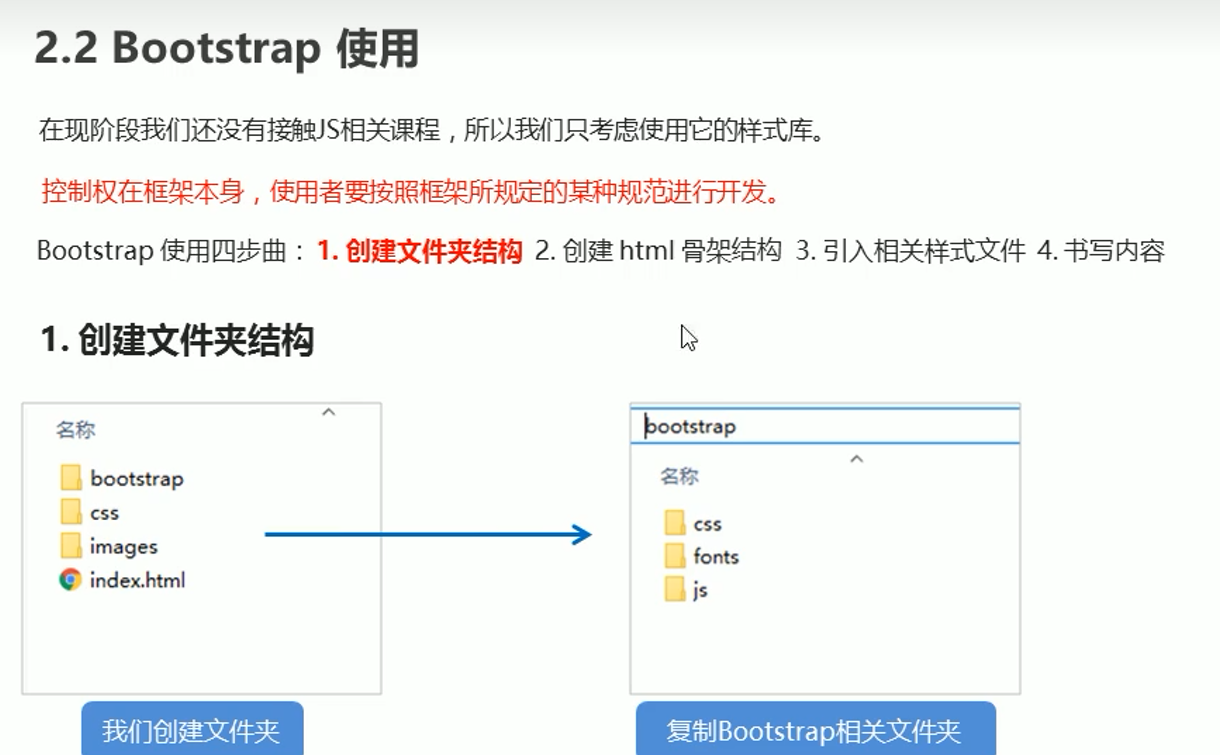 2.2 Bootstrap 使用
在现阶段我们还没有接触JS相关课程，所以我们只考虑使用它的样式库。
控制权在框架本身，使用者要按照框架所规定的某种规范进行开发。
Bootstrap 使用四步曲： 1. 创建文件夹结构 2. 创建 html 骨架结构 3. 引入相关样式文件 4. 书写内容
1. 创建文件夹结构
名称
bootstrap
css
images
index.html
我们创建文件夹
bootstrap
名称
css
fonts
js
复制Bootstrap相关文件夹